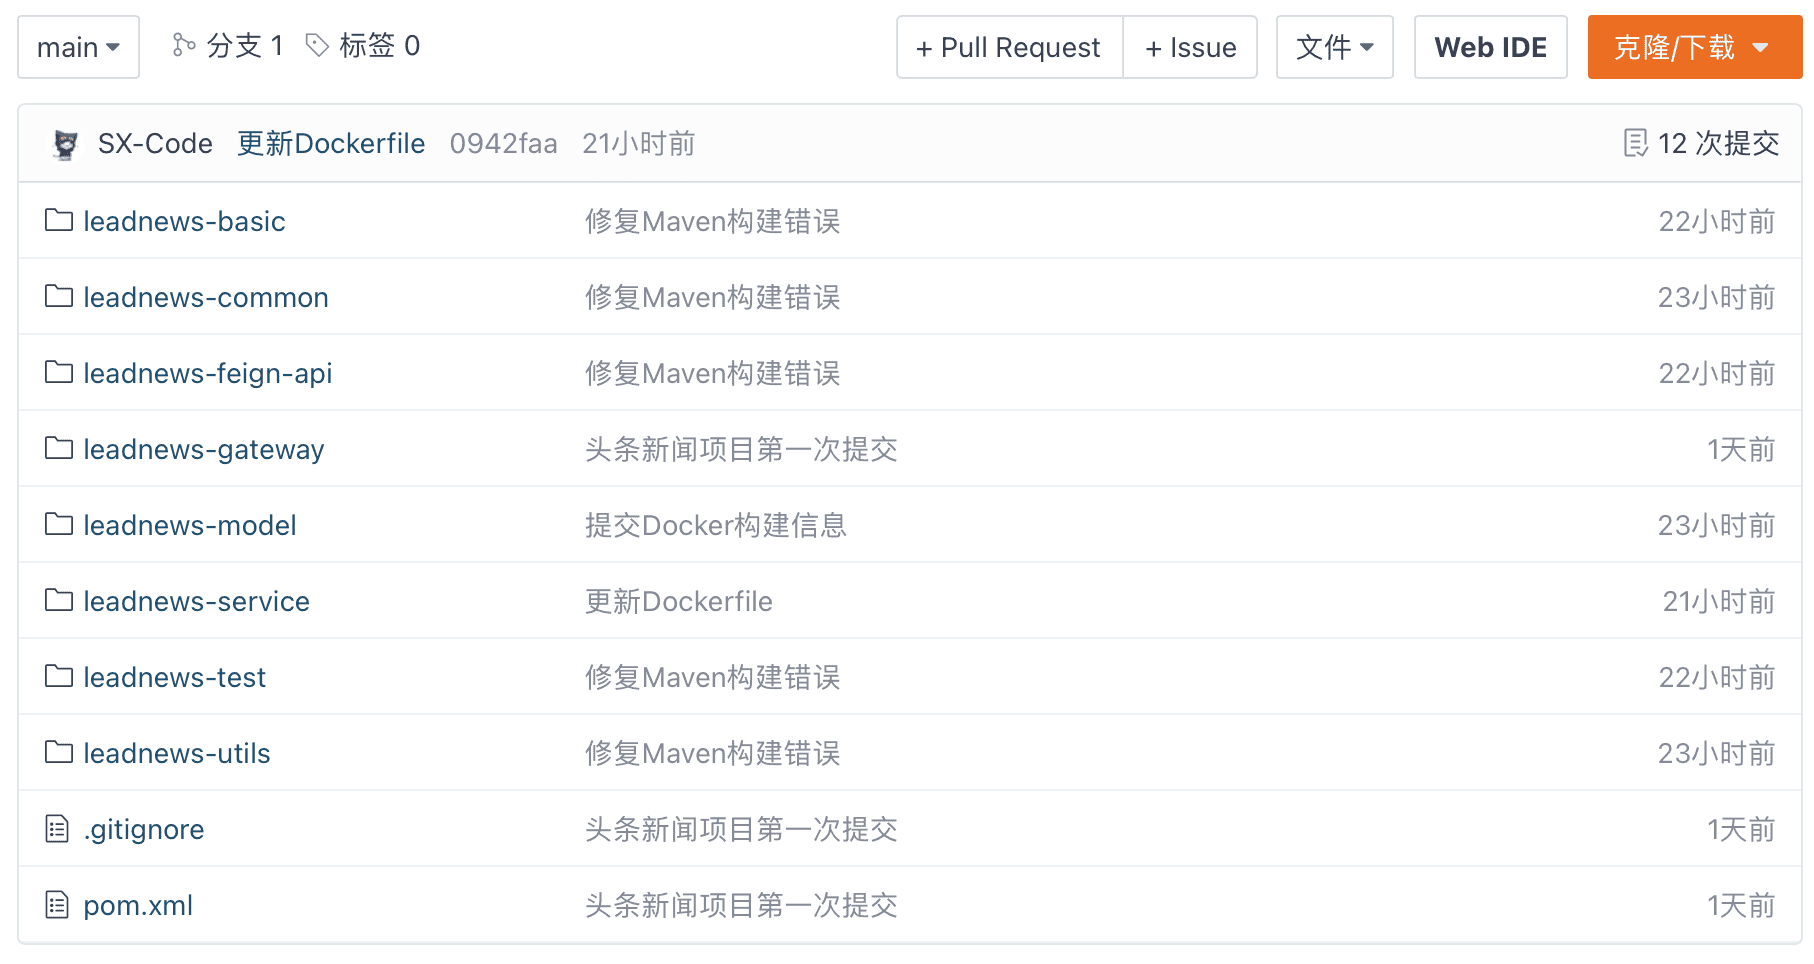 main 分支 1 标签 0 + Pull Request + Issue 文件 Web IDE 克隆/下载
SX-Code 更新Dockerfile 0942faa 21小时前 12 次提交
leadnews-basic 修复Maven构建错误 22小时前
leadnews-common 修复Maven构建错误 23小时前
leadnews-feign-api 修复Maven构建错误 22小时前
leadnews-gateway 头条新闻项目第一次提交 1天前
leadnews-model 提交Docker构建信息 23小时前
leadnews-service 更新Dockerfile 21小时前
leadnews-test 修复Maven构建错误 22小时前
leadnews-utils 修复Maven构建错误 23小时前
.gitignore 头条新闻项目第一次提交 1天前
pom.xml 头条新闻项目第一次提交 1天前